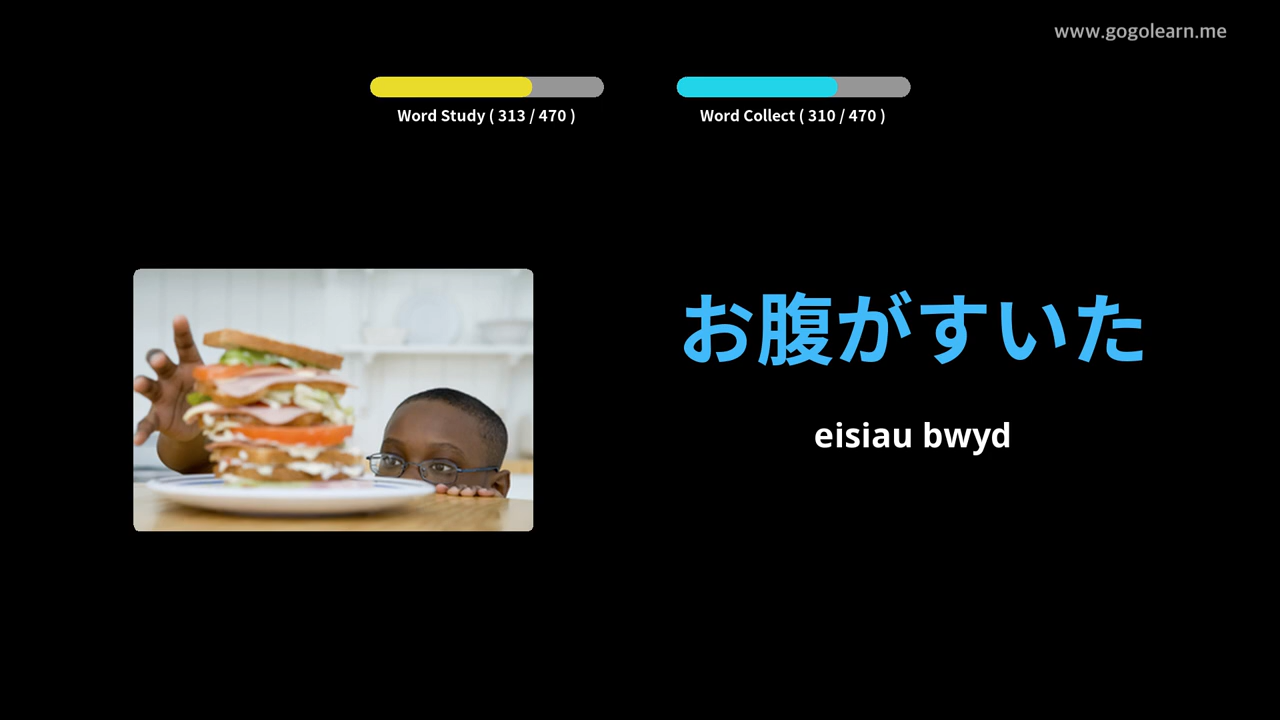 www.gogolearn.me
Word Study ( 313 / 470 )
Word Collect ( 310 / 470 )
お腹がすいた
eisiau bwyd